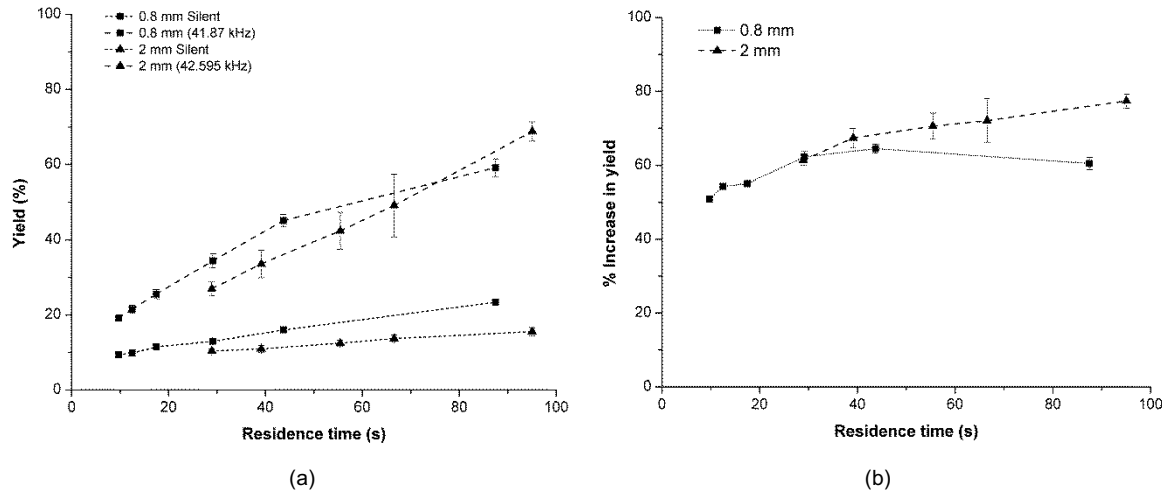 0.8 mm Silent
0.8 mm (41.87 kHz)
2 mm Silent
2 mm (42.595 kHz)
Yield (%)
100
80
60
40
20
0
0 20 40 60 80 100
Residence time (s)
(a)
0.8 mm
2 mm
% Increase in yield
100
80
60
40
20
0
0 20 40 60 80 100
Residence time (s)
(b)